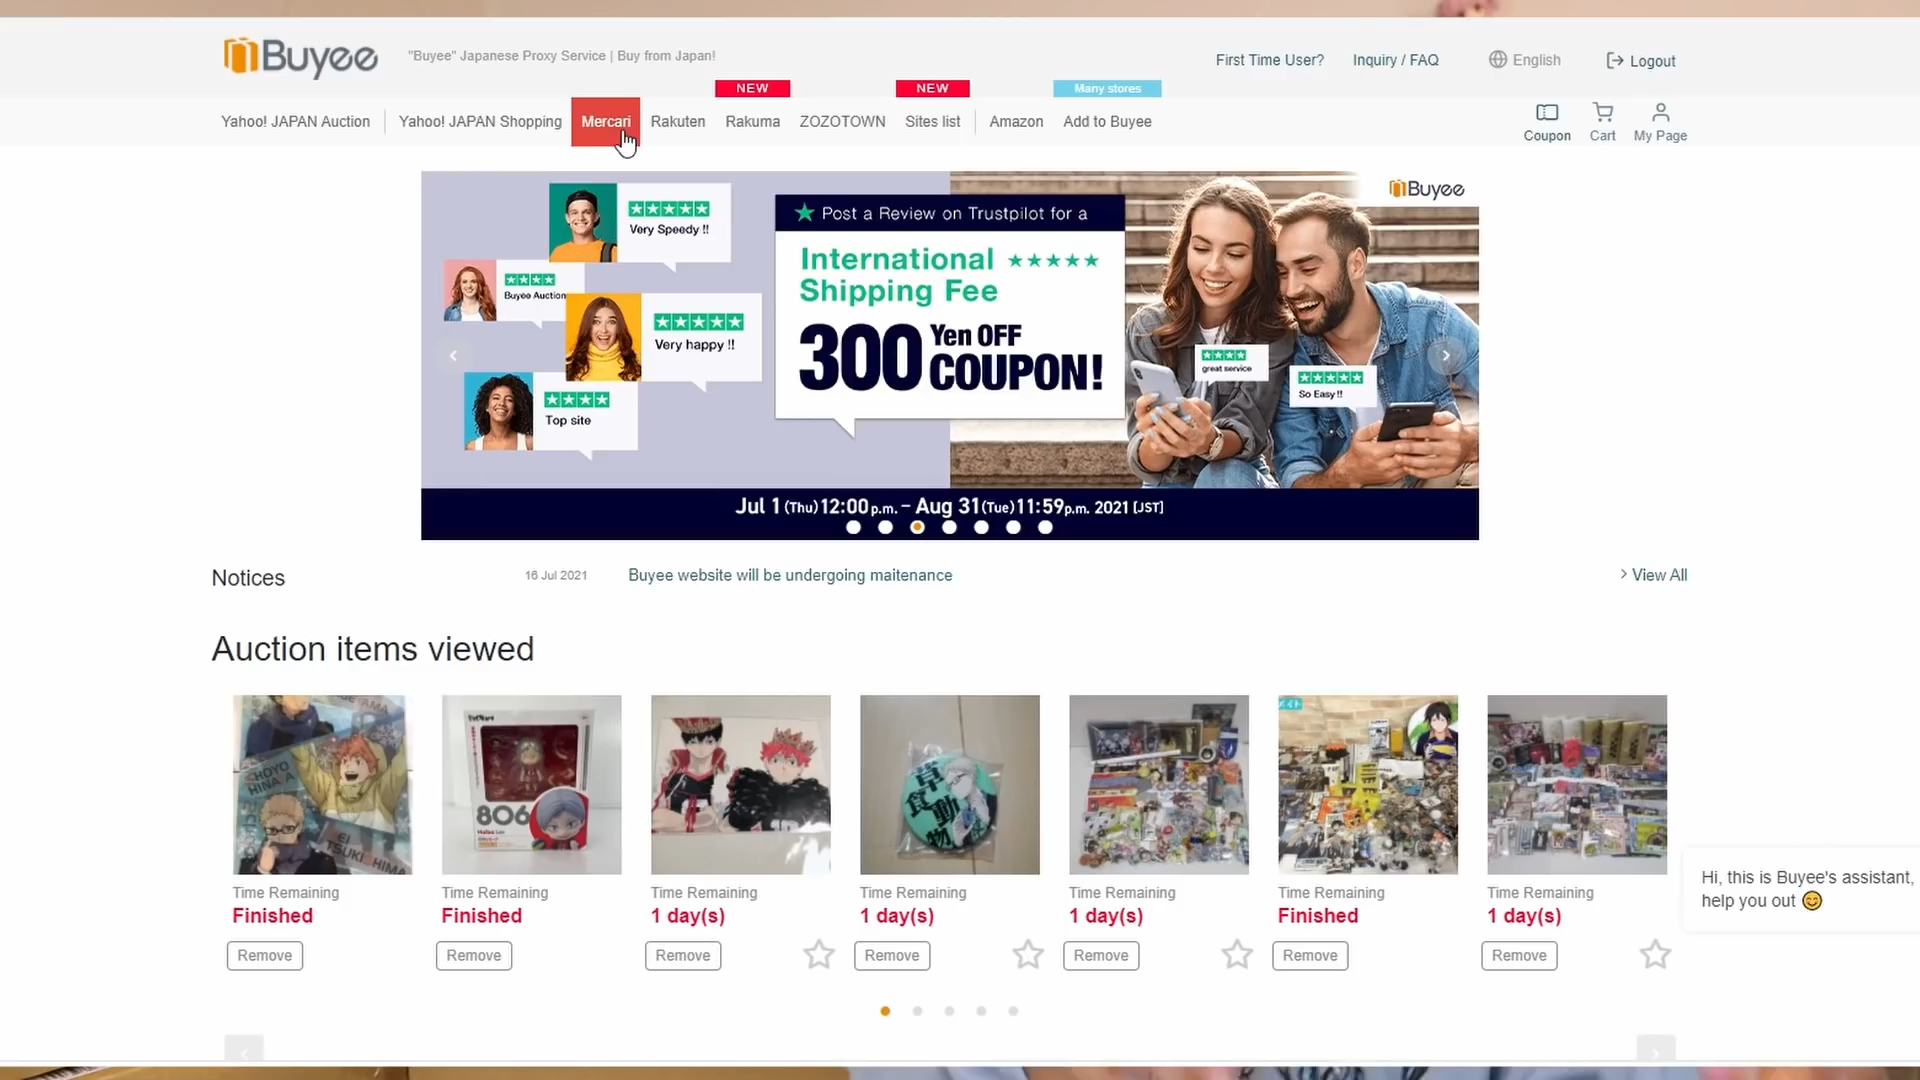 Buyee
"Buyee" Japanese Proxy Service | Buy from Japan!
First Time User?
Inquiry / FAQ
English
Logout
NEW
NEW
Many stores
Yahoo! JAPAN Auction
Yahoo! JAPAN Shopping
Mercari
Rakuten
Rakuma
ZOZOTOWN
Sites list
Amazon
Add to Buyee
Coupon
Cart
My Page
Very Speedy !!
Buyee Auction
Very happy !!
Top site
Post a Review on Trustpilot for a
International
Shipping Fee
300 Yen OFF
COUPON!
Buyee
great service
So Easy !!
Jul 1 (Thu) 12:00 p.m. – Aug 31 (Tue) 11:59 p.m. 2021 [JST]
Notices
16 Jul 2021
Buyee website will be undergoing maitenance
View All
Auction items viewed
806
草食動物
Time Remaining
Finished
Remove
Time Remaining
Finished
Remove
Time Remaining
1 day(s)
Remove
Time Remaining
1 day(s)
Remove
Time Remaining
1 day(s)
Remove
Time Remaining
Finished
Remove
Time Remaining
1 day(s)
Remove
Hi, this is Buyee's assistant,
help you out